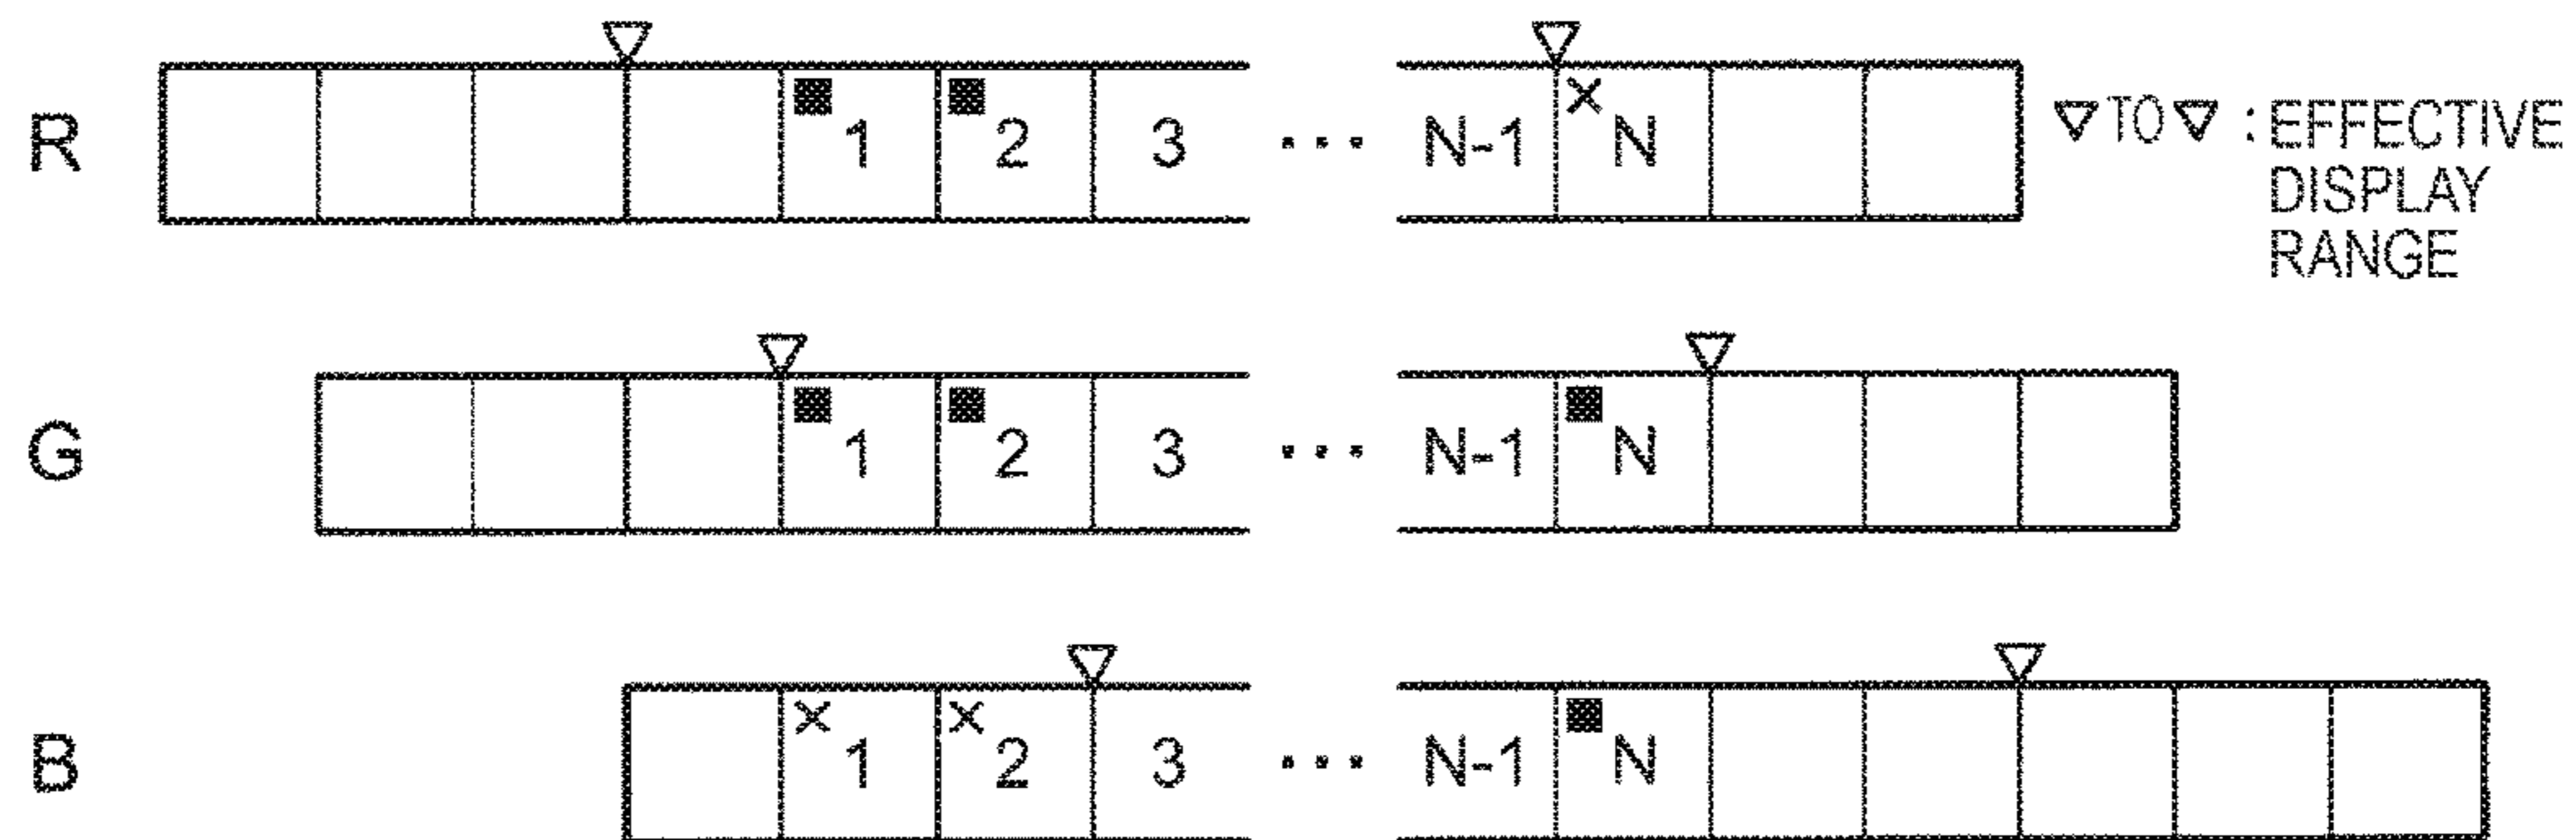 R 1 2 3 ... N-1 × N ▽ TO ▽ : EFFECTIVE
DISPLAY
RANGE
G 1 2 3 ... N-1 N
B × 1 × 2 3 ... N-1 N